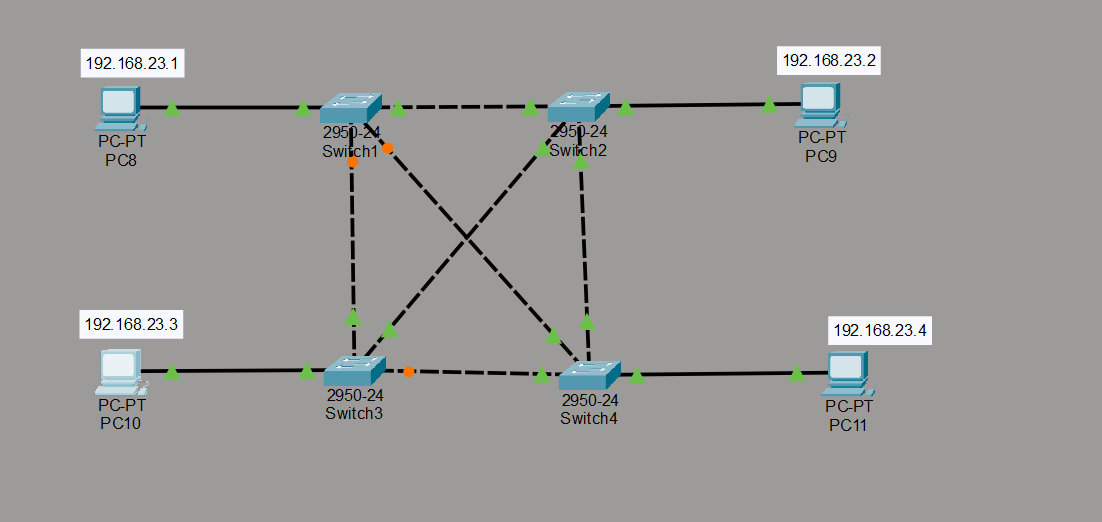 192.168.23.1
192.168.23.2
PC-PT
PC8
2950-24
Switch1
2950-24
Switch2
PC-PT
PC9
192.168.23.3
192.168.23.4
PC-PT
PC10
2950-24
Switch3
2950-24
Switch4
PC-PT
PC11